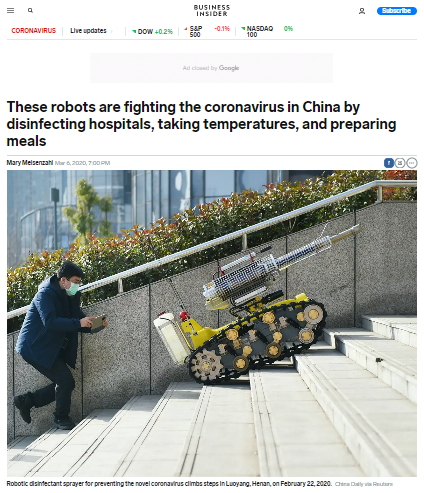 BUSINESS
INSIDER
Subscribe
CORONAVIRUS
Live updates
DOW +0.2%
S&P 500 -0.1%
NASDAQ 100 0%
Ad closed by Google
These robots are fighting the coronavirus in China by
disinfecting hospitals, taking temperatures, and preparing
meals
Mary Meisenzahl Mar 6, 2020, 7:00 PM
Robotic disinfectant sprayer for preventing the novel coronavirus climbs steps in Luoyang, Henan, on February 22, 2020. China Daily via Reuters